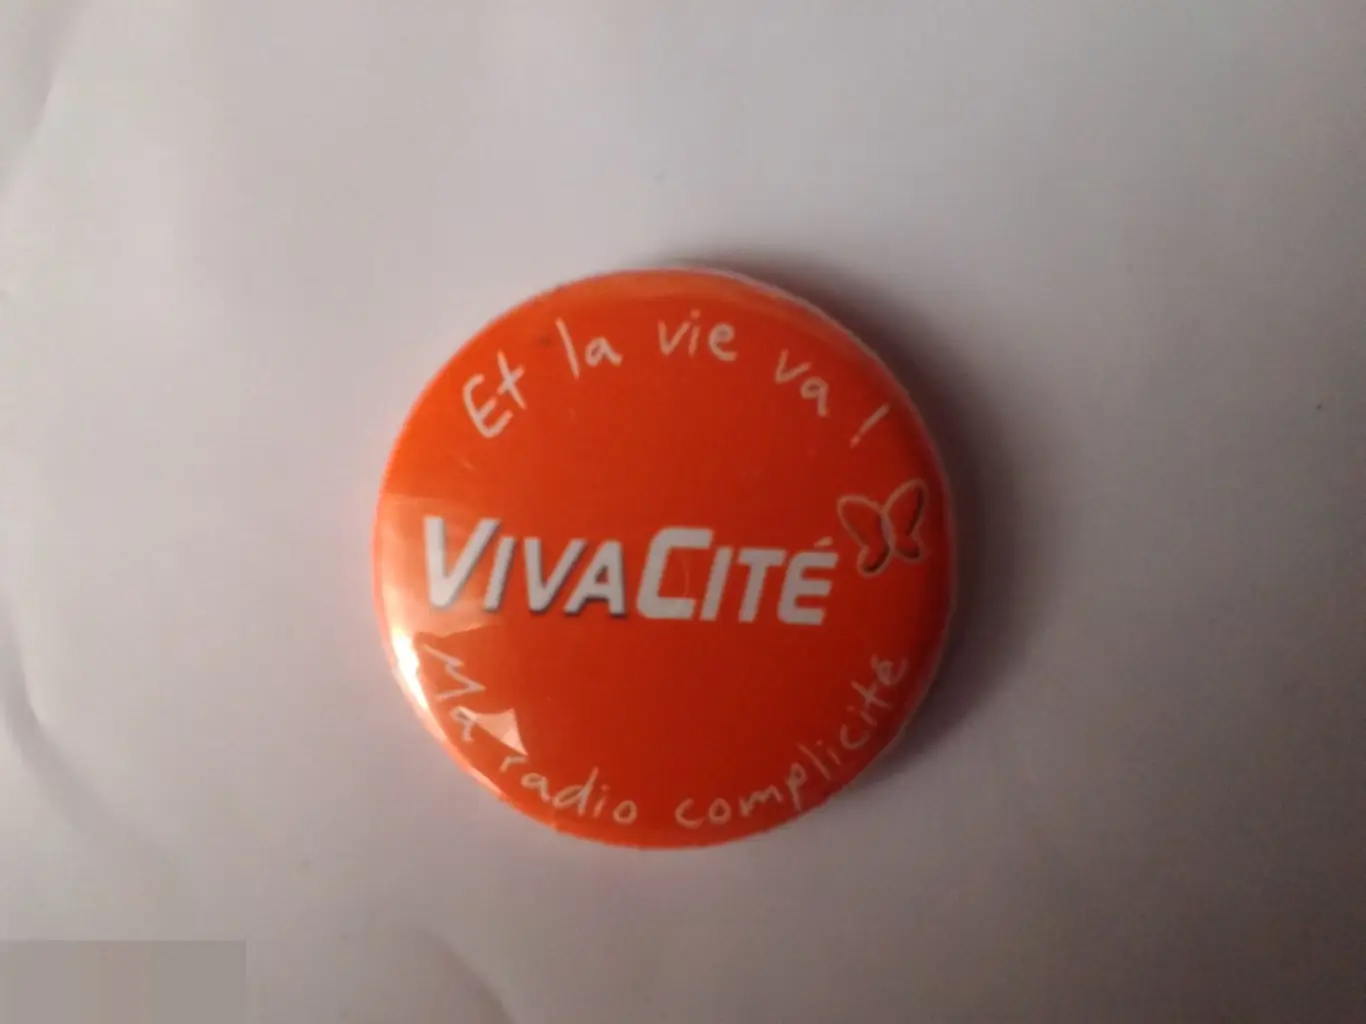 Et la vie va !
VIVACITÉ
Ma radio complicité